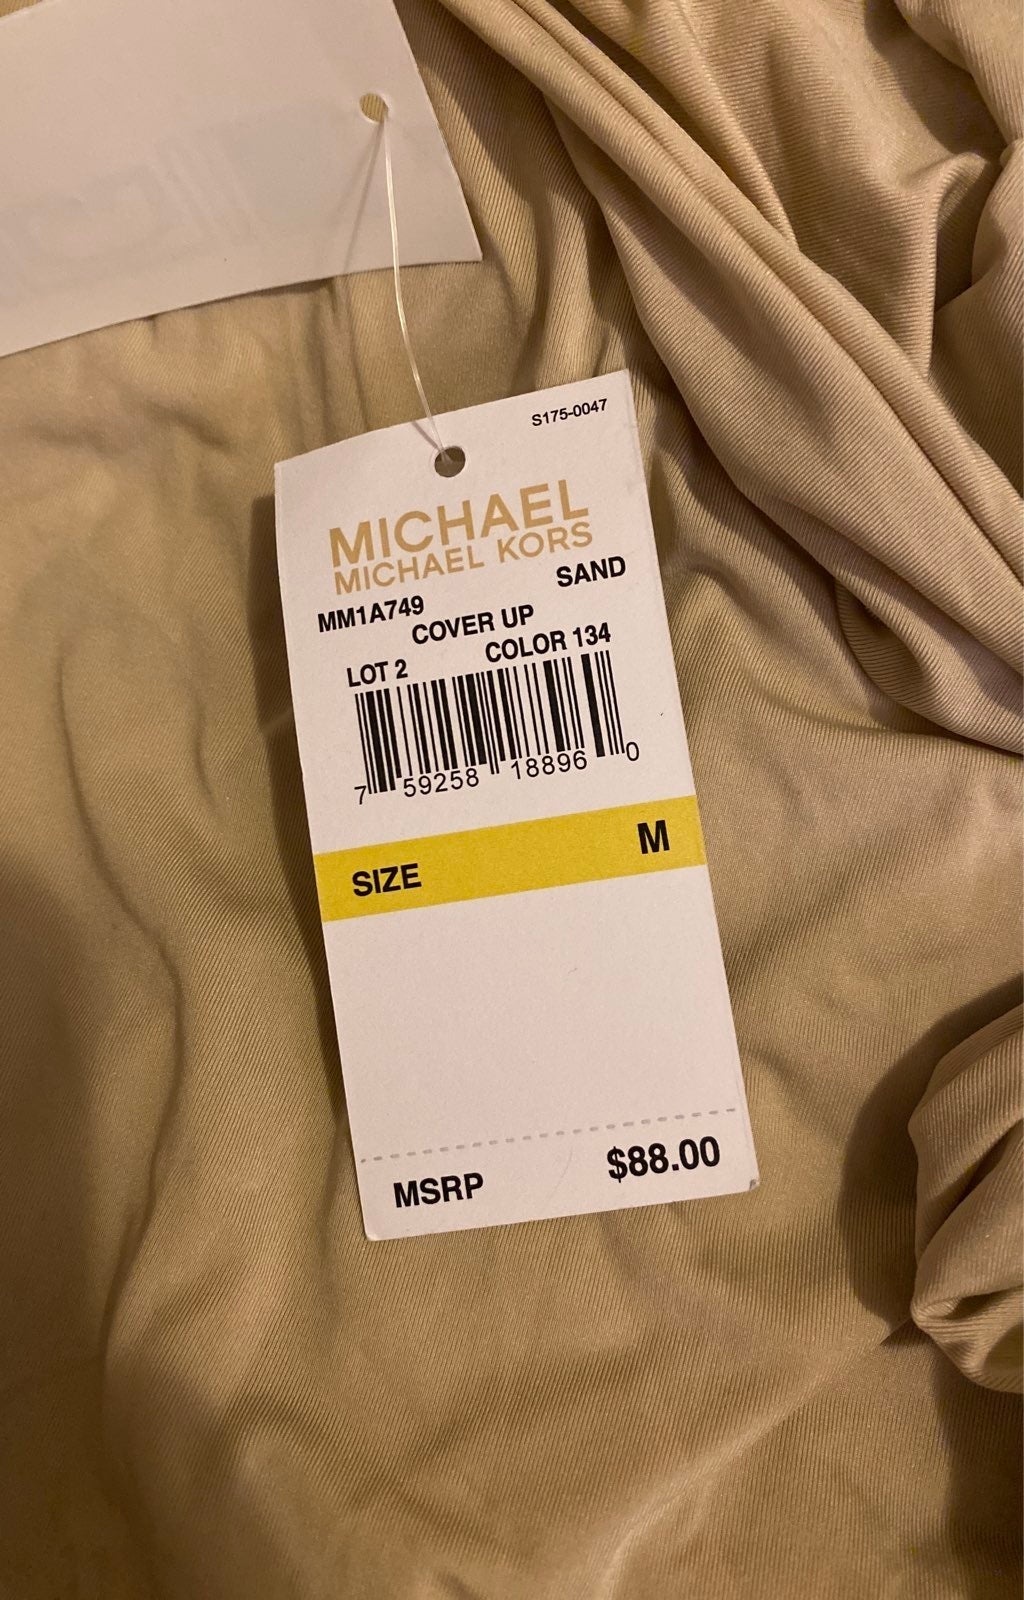 S175-0047
MICHAEL
MICHAEL KORS
SAND
MM1A749
COVER UP
LOT 2 COLOR 134
7 59258 18896 0
SIZE M
MSRP $88.00